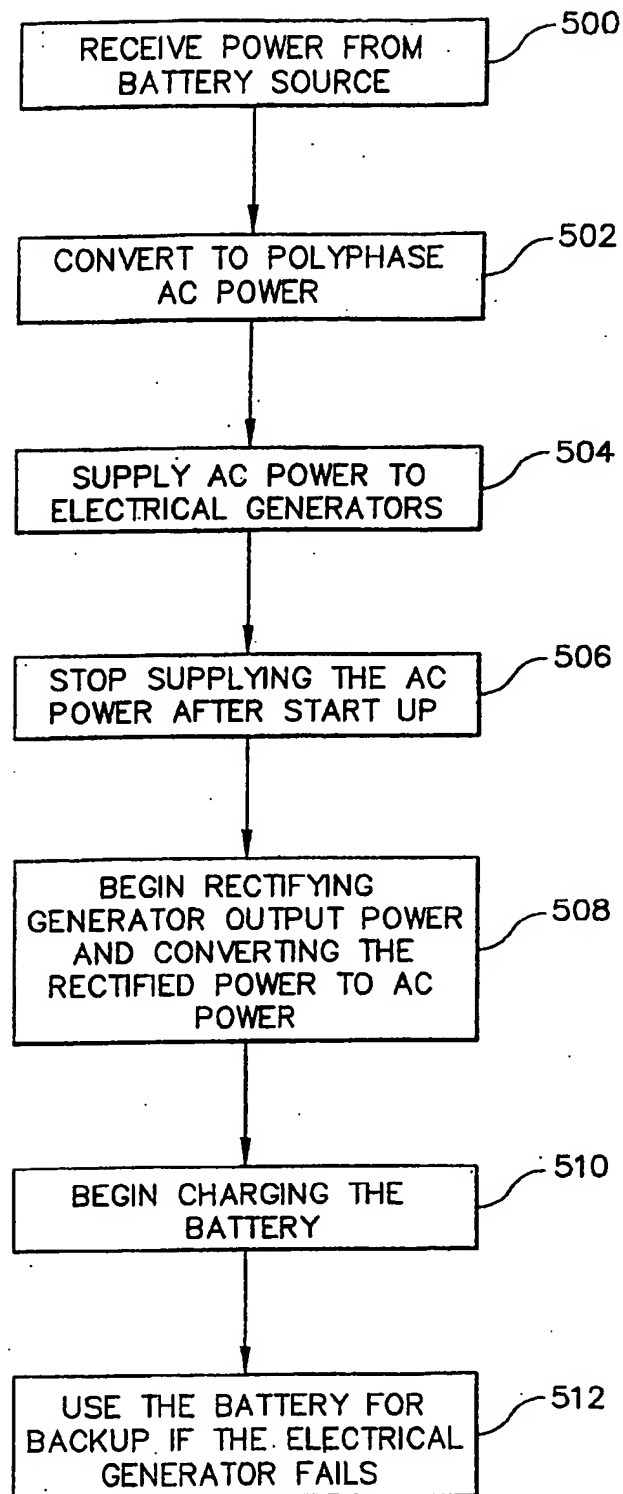 RECEIVE POWER FROM
BATTERY SOURCE
500
CONVERT TO POLYPHASE
AC POWER
502
SUPPLY AC POWER TO
ELECTRICAL GENERATORS
504
STOP SUPPLYING THE AC
POWER AFTER START UP
506
BEGIN RECTIFYING
GENERATOR OUTPUT POWER
AND CONVERTING THE
RECTIFIED POWER TO AC
POWER
508
BEGIN CHARGING THE
BATTERY
510
USE THE BATTERY FOR
BACKUP IF THE ELECTRICAL
GENERATOR FAILS
512